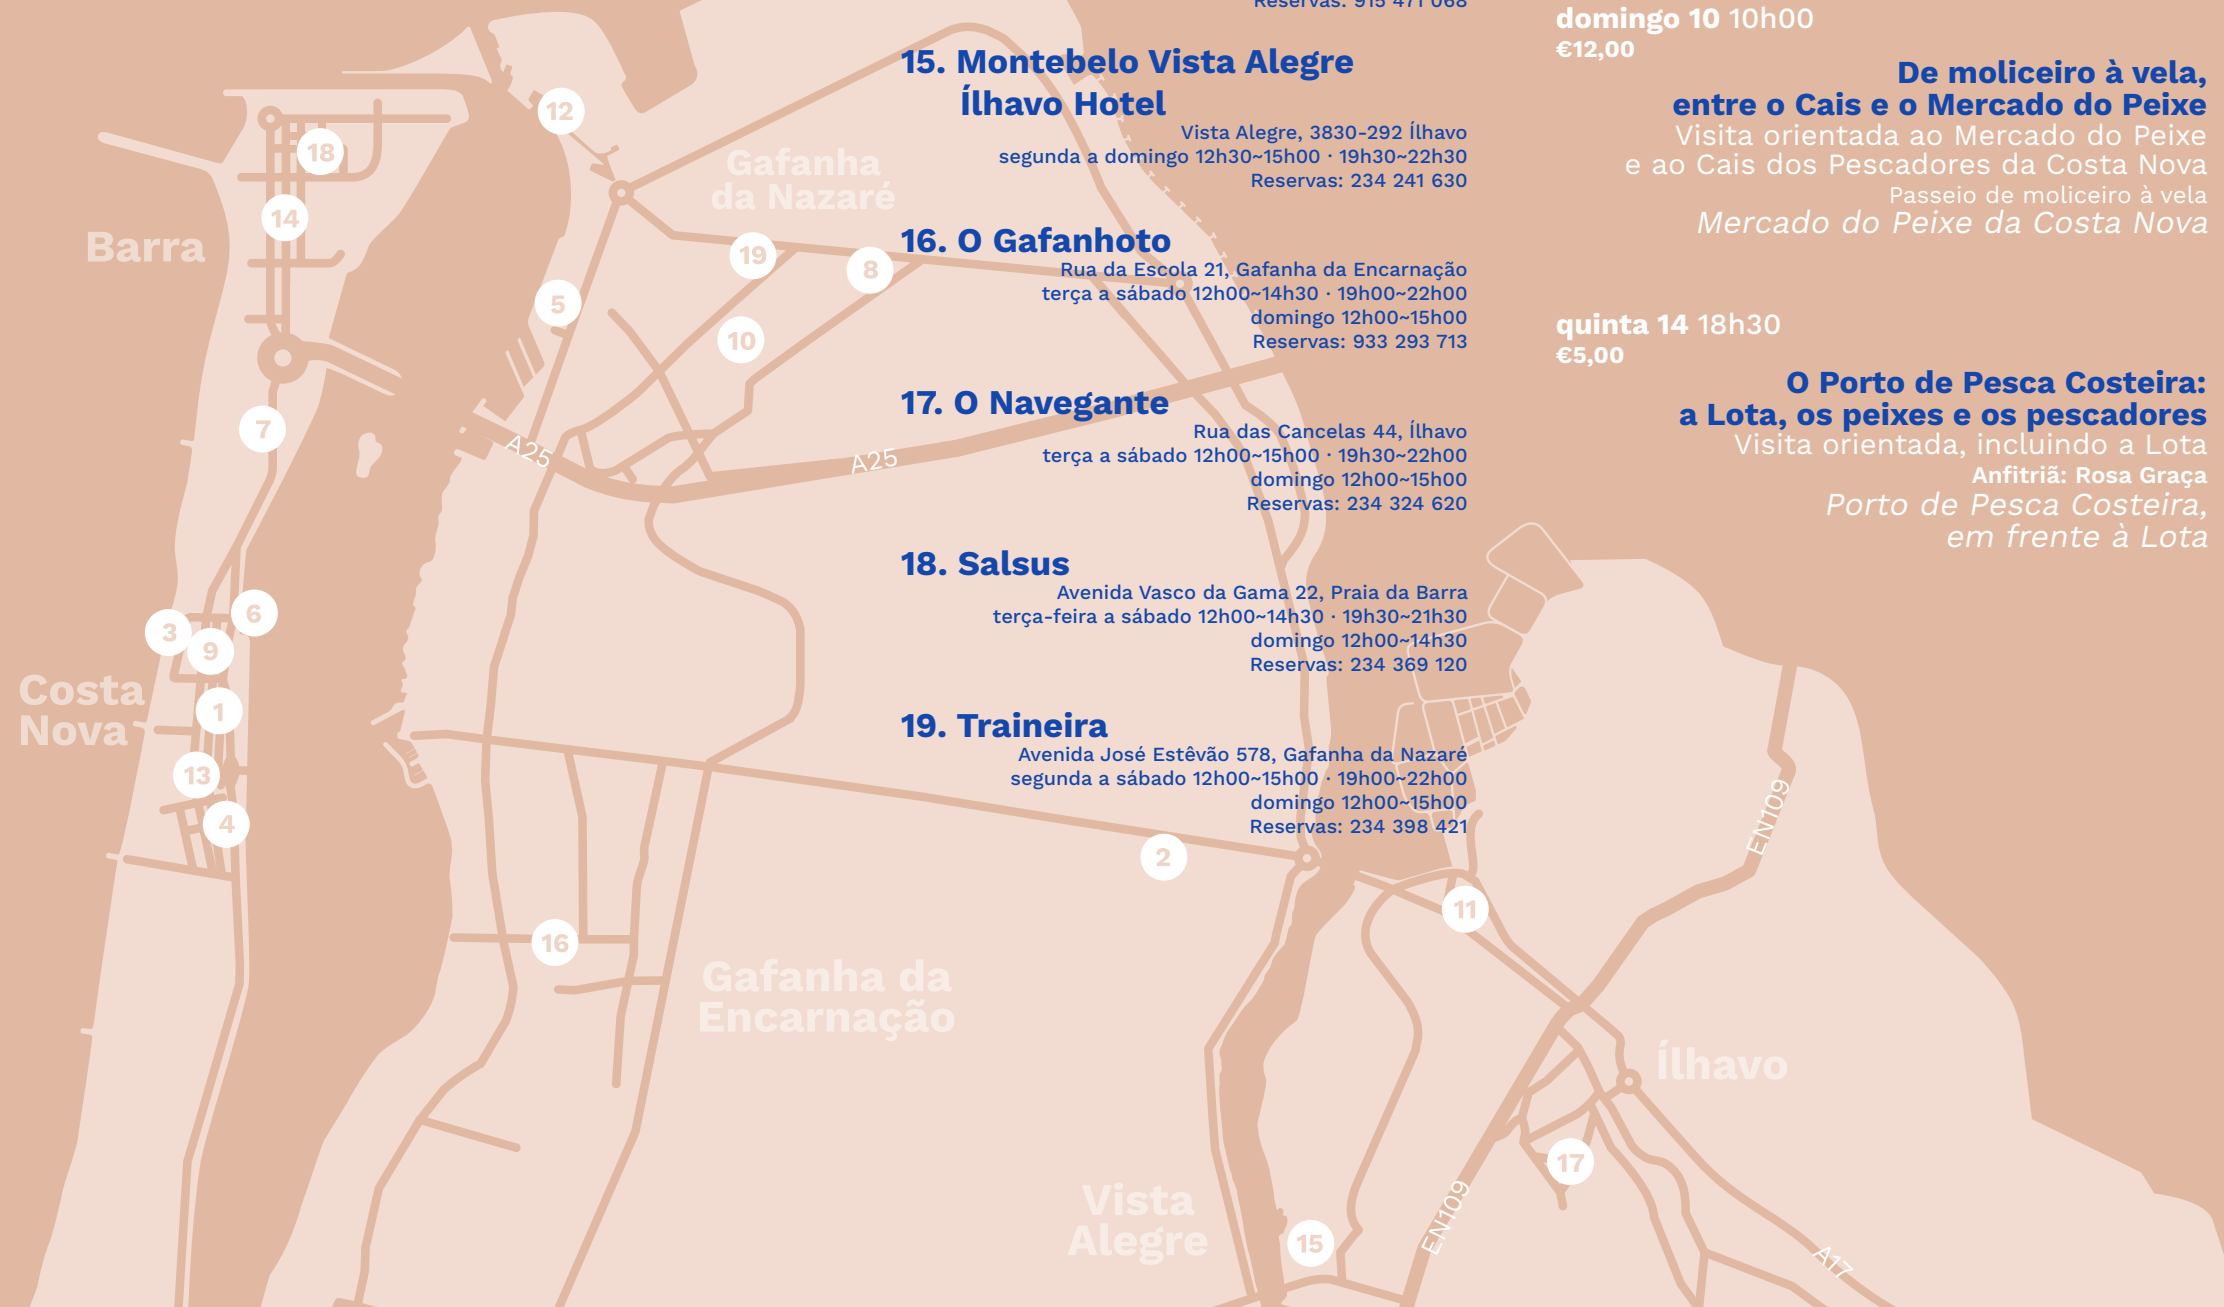 Reservas: 915 471 068
15. Montebelo Vista Alegre
Ílhavo Hotel
Vista Alegre, 3830-292 Ílhavo
segunda a domingo 12h30~15h00 · 19h30~22h30
Reservas: 234 241 630
16. O Gafanhoto
Rua da Escola 21, Gafanha da Encarnação
terça a sábado 12h00~14h30 · 19h00~22h00
domingo 12h00~15h00
Reservas: 933 293 713
17. O Navegante
Rua das Cancelas 44, Ílhavo
terça a sábado 12h00~15h00 · 19h30~22h00
domingo 12h00~15h00
Reservas: 234 324 620
18. Salsus
Avenida Vasco da Gama 22, Praia da Barra
terça-feira a sábado 12h00~14h30 · 19h30~21h30
domingo 12h00~14h30
Reservas: 234 369 120
19. Traineira
Avenida José Estêvão 578, Gafanha da Nazaré
segunda a sábado 12h00~15h00 · 19h00~22h00
domingo 12h00~15h00
Reservas: 234 398 421
domingo 10 10h00
€12,00
De moliceiro à vela,
entre o Cais e o Mercado do Peixe
Visita orientada ao Mercado do Peixe
e ao Cais dos Pescadores da Costa Nova
Passeio de moliceiro à vela
Mercado do Peixe da Costa Nova
quinta 14 18h30
€5,00
O Porto de Pesca Costeira:
a Lota, os peixes e os pescadores
Visita orientada, incluindo a Lota
Anfitriã: Rosa Graça
Porto de Pesca Costeira,
em frente à Lota
12
18
Gafanha
da Nazaré
14
Barra
19
8
5
10
7
A25
A25
6
3
9
Costa
Nova
1
13
4
EN109
2
11
16
Gafanha da
Encarnação
Ílhavo
17
Vista
Alegre
EN109
15
A17